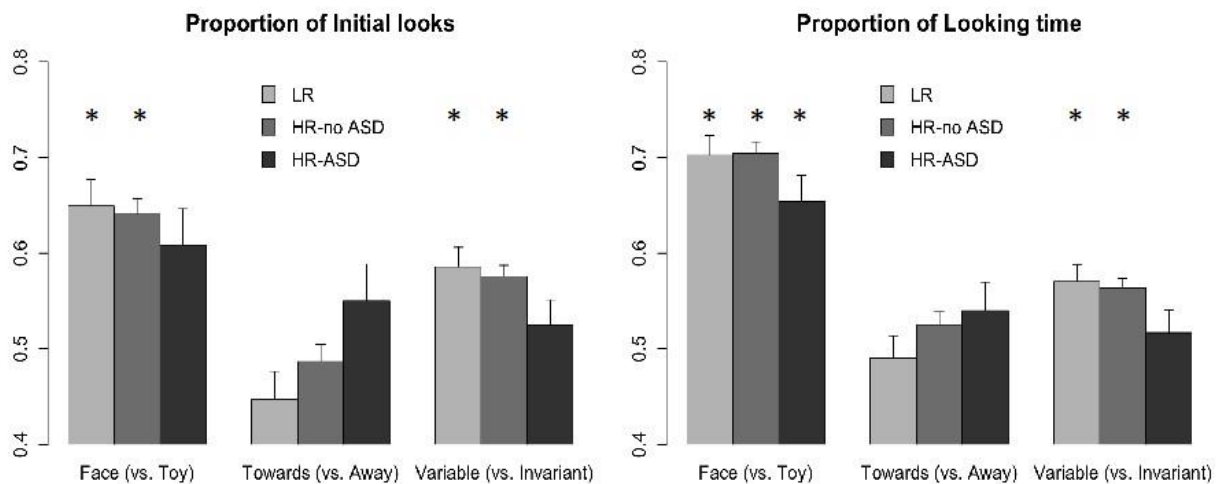 Proportion of Initial looks
0.8
0.7
0.6
0.5
0.4
* * * *
LR
HR-no ASD
HR-ASD
Face (vs. Toy) Towards (vs. Away) Variable (vs. Invariant)
Proportion of Looking time
0.8
0.7
0.6
0.5
0.4
* * * * *
LR
HR-no ASD
HR-ASD
Face (vs. Toy) Towards (vs. Away) Variable (vs. Invariant)